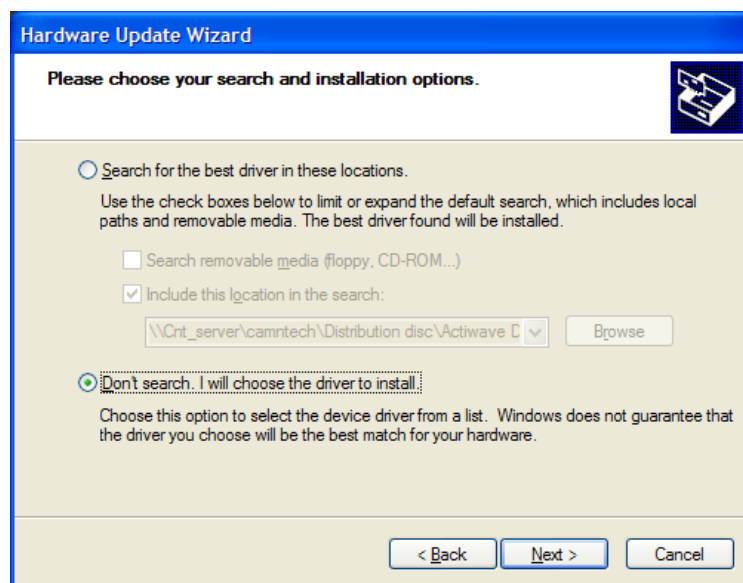 Hardware Update Wizard
Please choose your search and installation options.
Search for the best driver in these locations.
Use the check boxes below to limit or expand the default search, which includes local
paths and removable media. The best driver found will be installed.
Search removable media (floppy, CD-ROM...)
Include this location in the search:
\\Cnt_server\camntech\Distribution disc\Actiwave D
Browse
Don't search. I will choose the driver to install.
Choose this option to select the device driver from a list. Windows does not guarantee that
the driver you choose will be the best match for your hardware.
< Back
Next >
Cancel